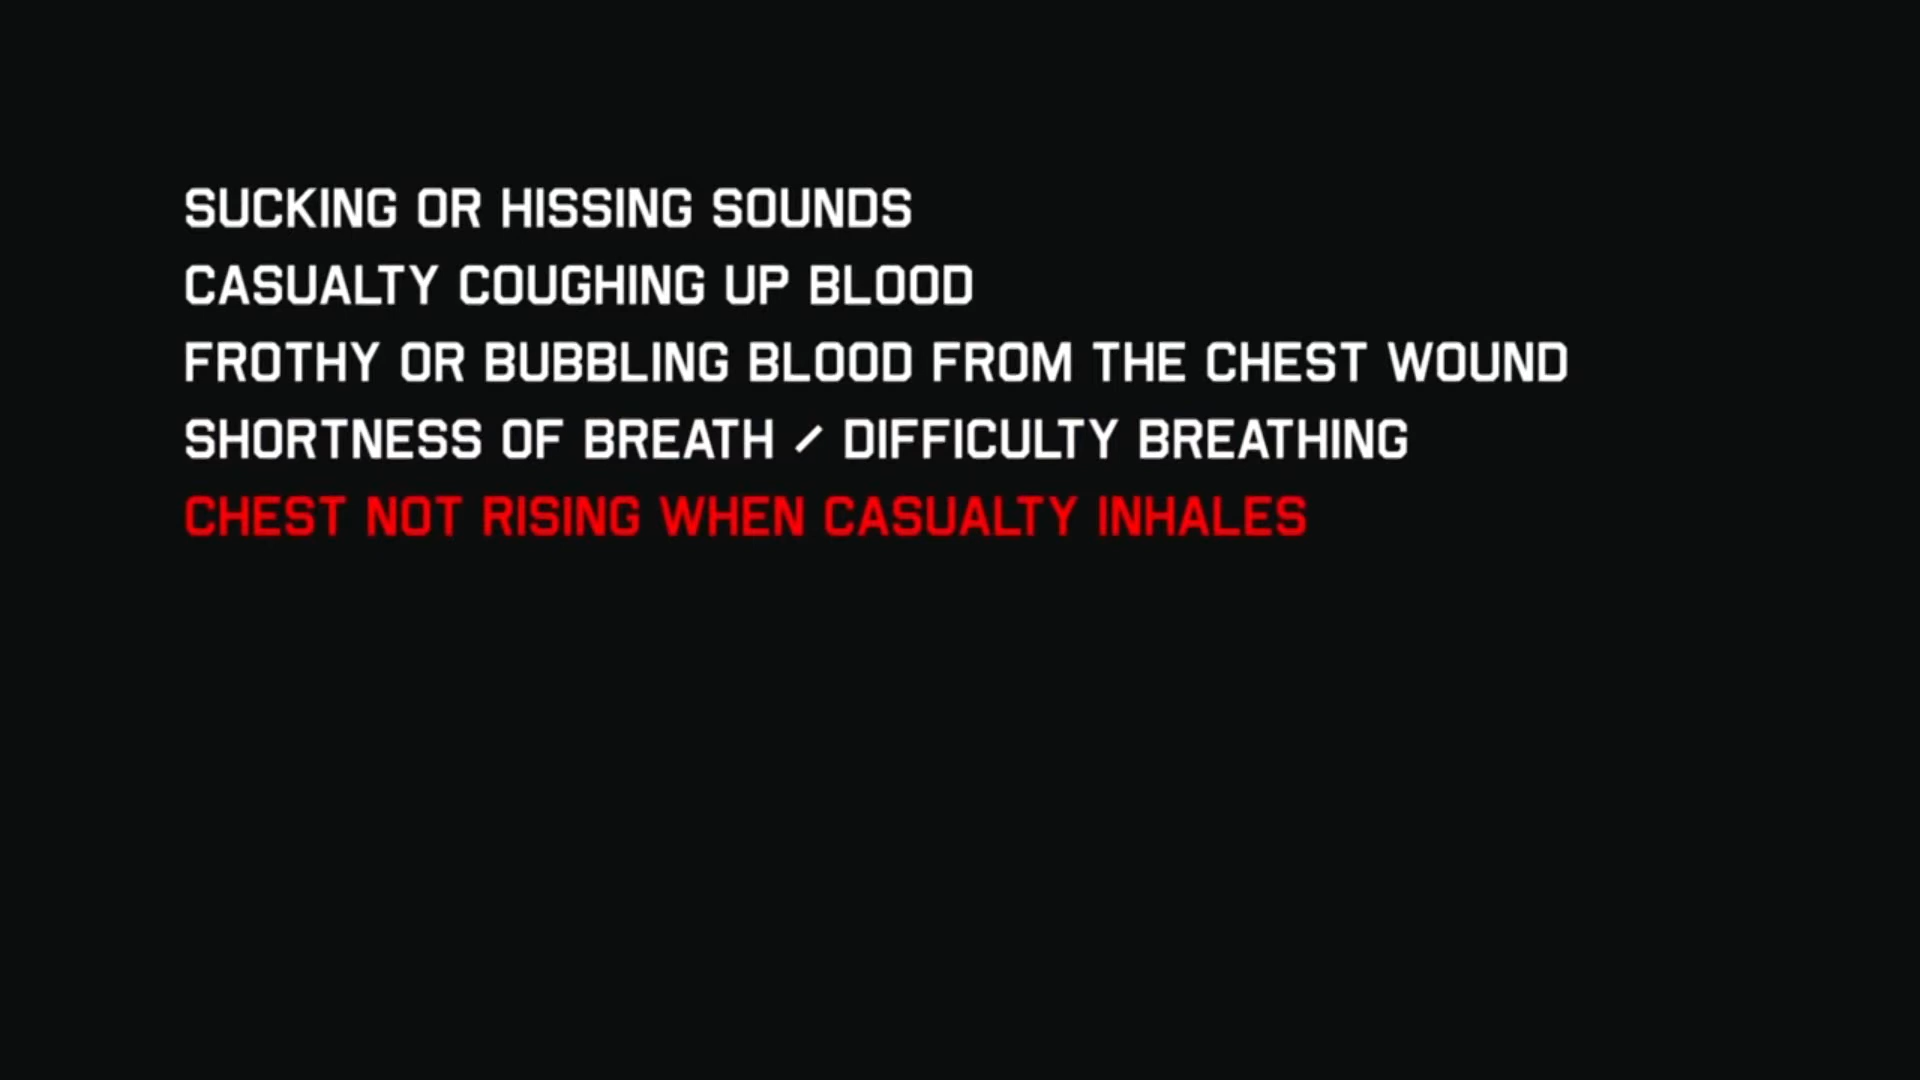 SUCKING OR HISSING SOUNDS
CASUALTY COUGHING UP BLOOD
FROTHY OR BUBBLING BLOOD FROM THE CHEST WOUND
SHORTNESS OF BREATH / DIFFICULTY BREATHING
CHEST NOT RISING WHEN CASUALTY INHALES